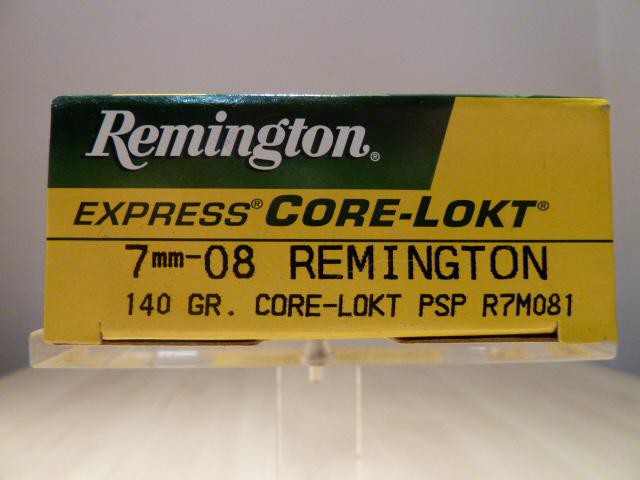 Remington®
EXPRESS® CORE-LOKT®
7mm-08 REMINGTON
140 GR. CORE-LOKT PSP R7M081